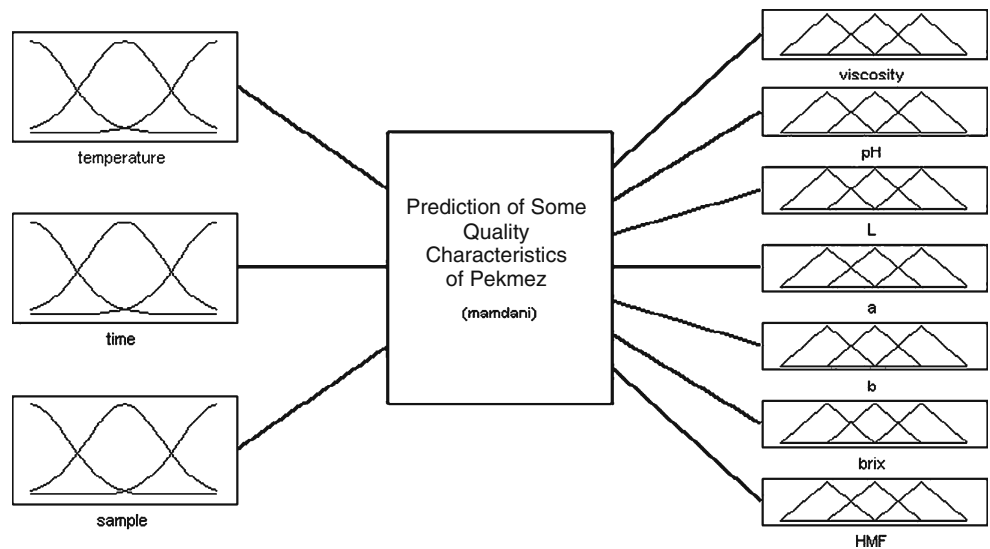 temperature
time
sample
Prediction of Some
Quality
Characteristics
of Pekmez
(mamdani)
viscosity
pH
L
a
b
brix
HMF